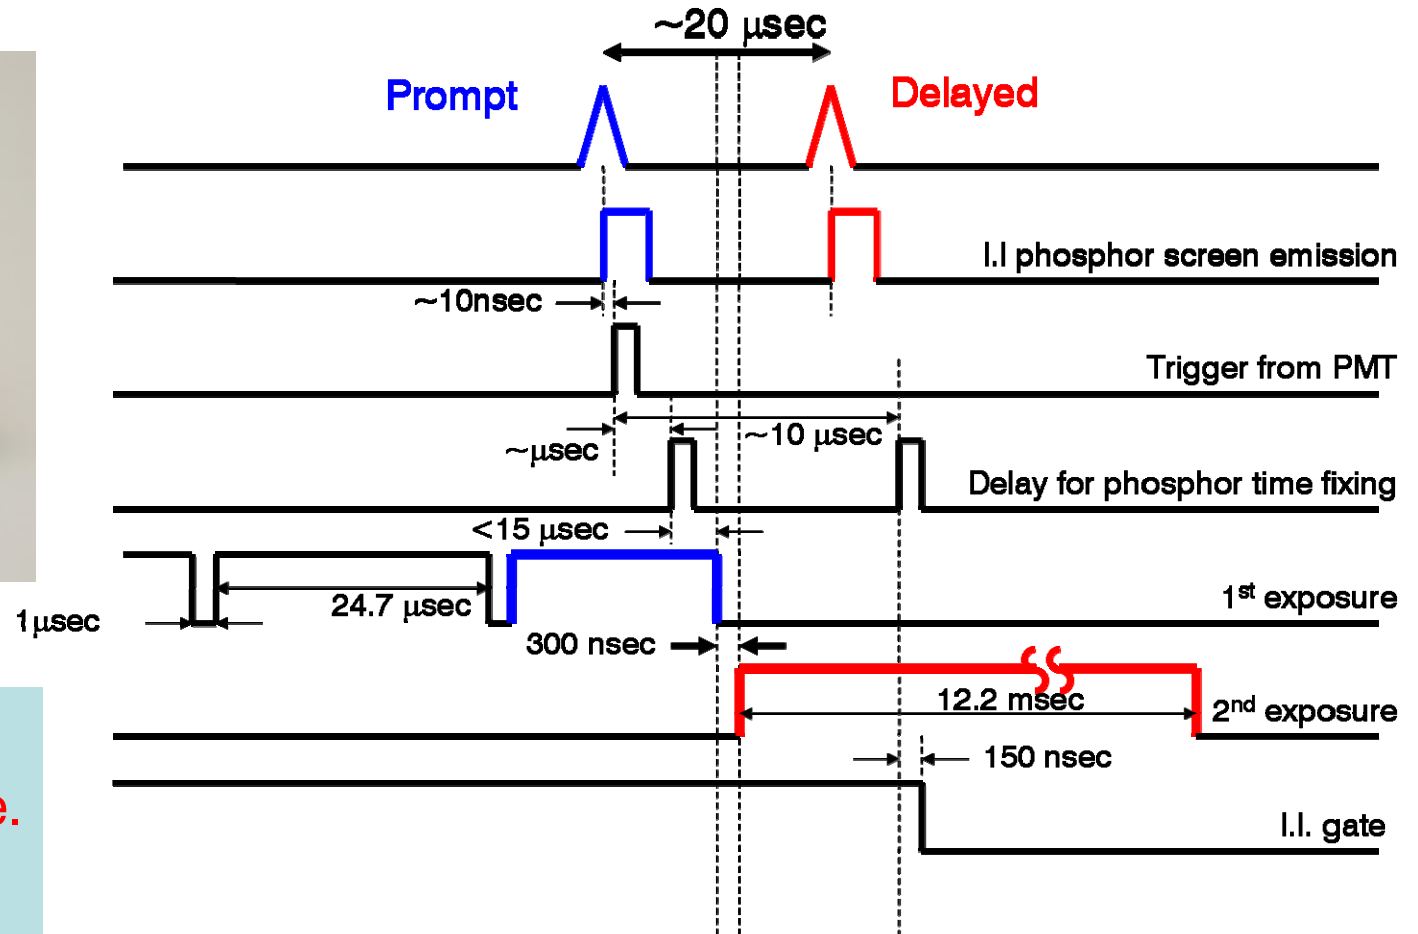 ~20 μsec
Prompt
Delayed
I.I phosphor screen emission
~10nsec
Trigger from PMT
~μsec
~10 μsec
Delay for phosphor time fixing
<15 μsec
24.7 μsec
1μsec
1st exposure
300 nsec
12.2 msec
2nd exposure
150 nsec
e.
I.I. gate